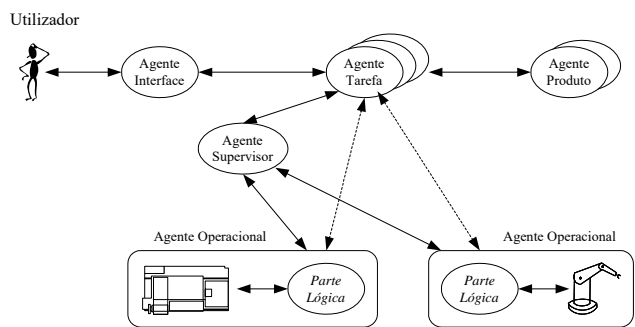 Utilizador
Agente
Interface
Agente
Tarefa
Agente
Produto
Agente
Supervisor
Agente Operacional
Agente Operacional
Parte
Lógica
Parte
Lógica